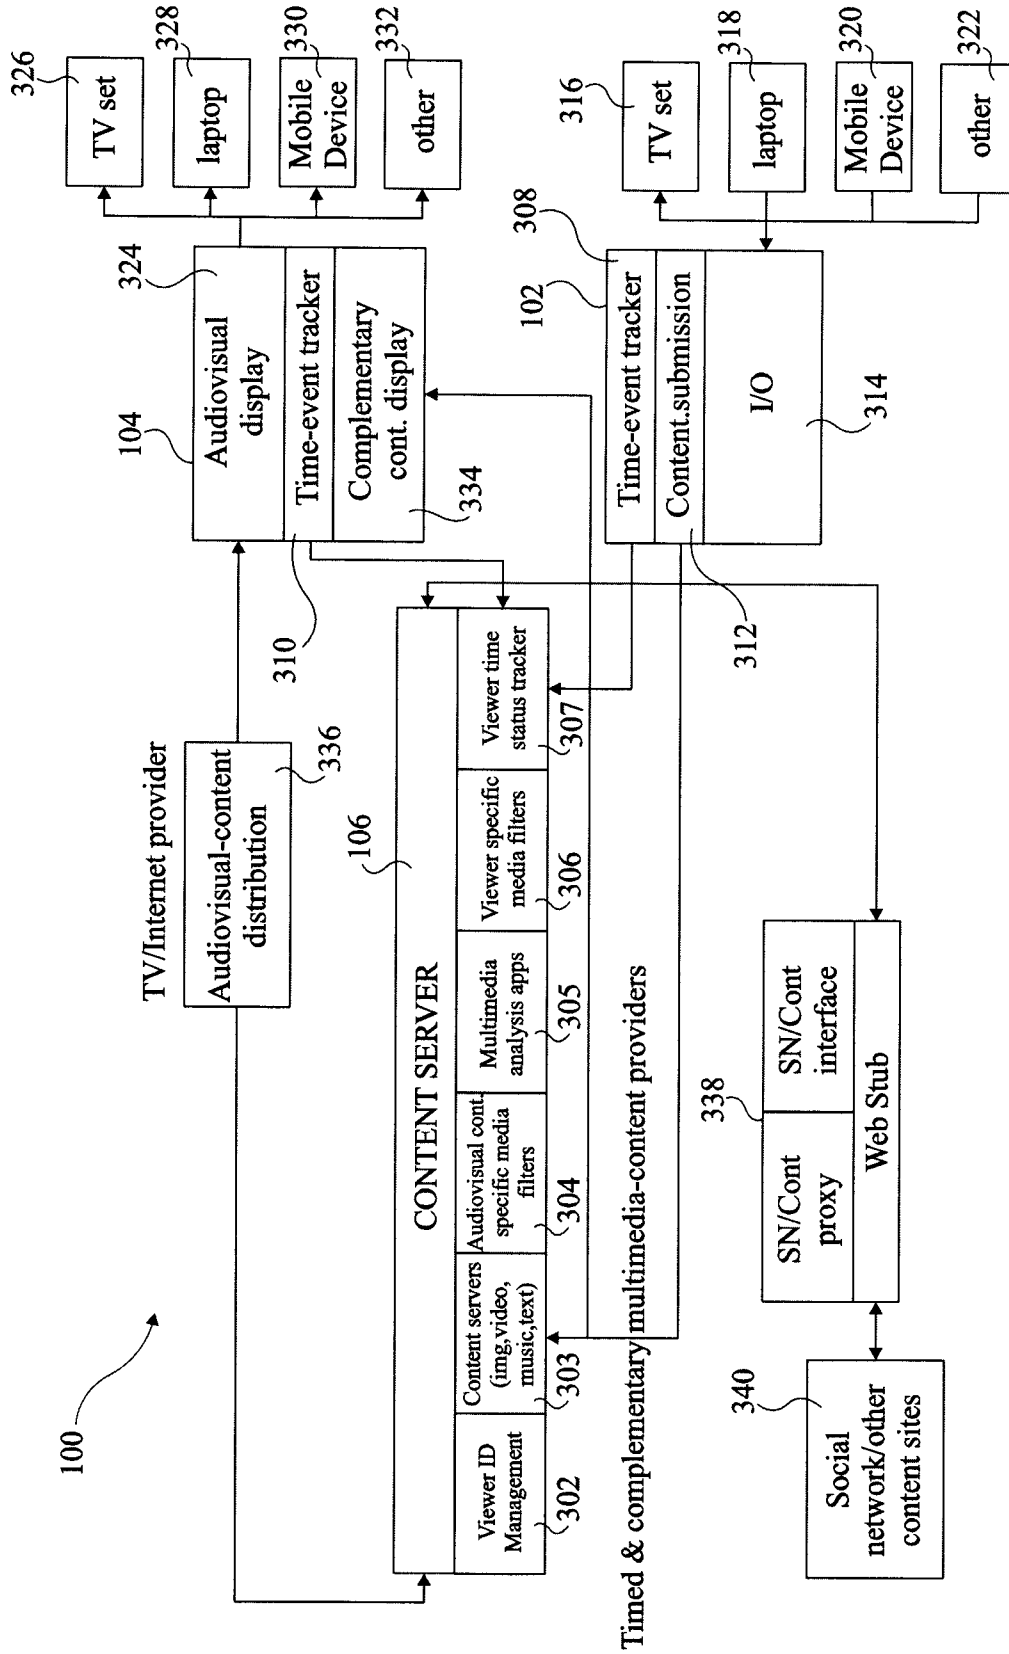 100
TV/Internet provider
Audiovisual-content
distribution
336
104
324
Audiovisual
display
Time-event tracker
310
Complementary
cont. display
334
326
TV set
328
laptop
330
Mobile
Device
332
other
106
CONTENT SERVER
Viewer ID
Management
302
Content servers
(img,video,
music,text)
303
Audiovisual cont.
specific media
filters
304
Multimedia
analysis apps
305
Viewer specific
media filters
306
Viewer time
status tracker
307
102
308
Time-event tracker
Content.submission
312
I/O
314
316
TV set
318
laptop
320
Mobile
Device
322
other
Timed & complementary multimedia-content providers
338
SN/Cont
proxy
SN/Cont
interface
Web Stub
340
Social
network/other
content sites